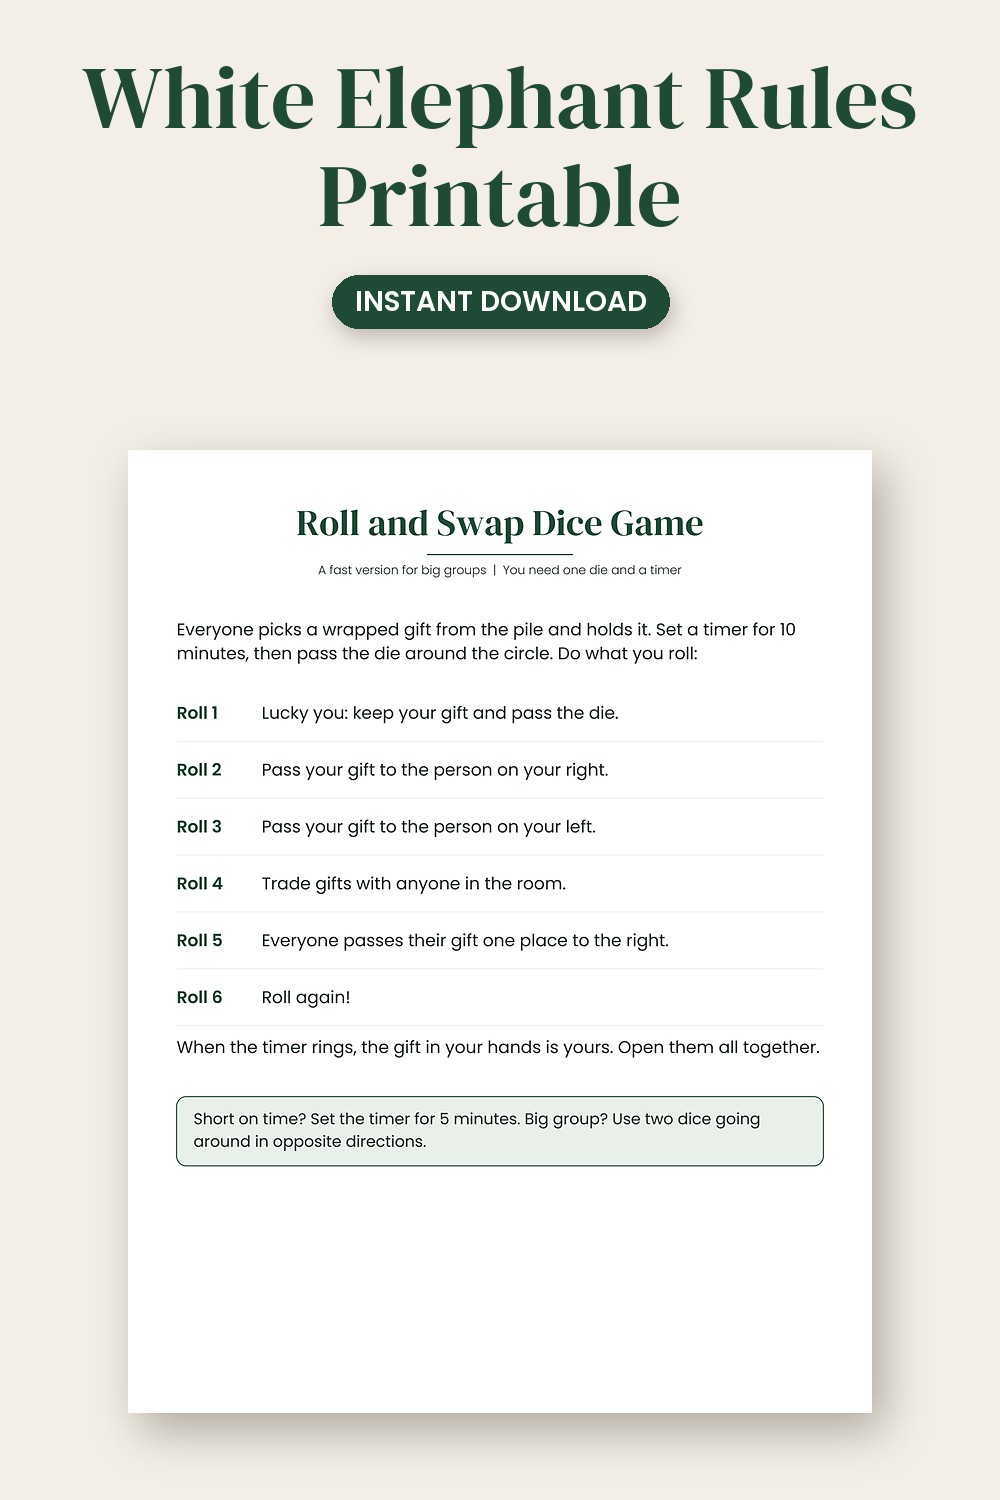 White Elephant Rules
Printable
INSTANT DOWNLOAD
Roll and Swap Dice Game
A fast version for big groups | You need one die and a timer
Everyone picks a wrapped gift from the pile and holds it. Set a timer for 10
minutes, then pass the die around the circle. Do what you roll:
Roll 1 Lucky you: keep your gift and pass the die.
Roll 2 Pass your gift to the person on your right.
Roll 3 Pass your gift to the person on your left.
Roll 4 Trade gifts with anyone in the room.
Roll 5 Everyone passes their gift one place to the right.
Roll 6 Roll again!
When the timer rings, the gift in your hands is yours. Open them all together.
Short on time? Set the timer for 5 minutes. Big group? Use two dice going
around in opposite directions.